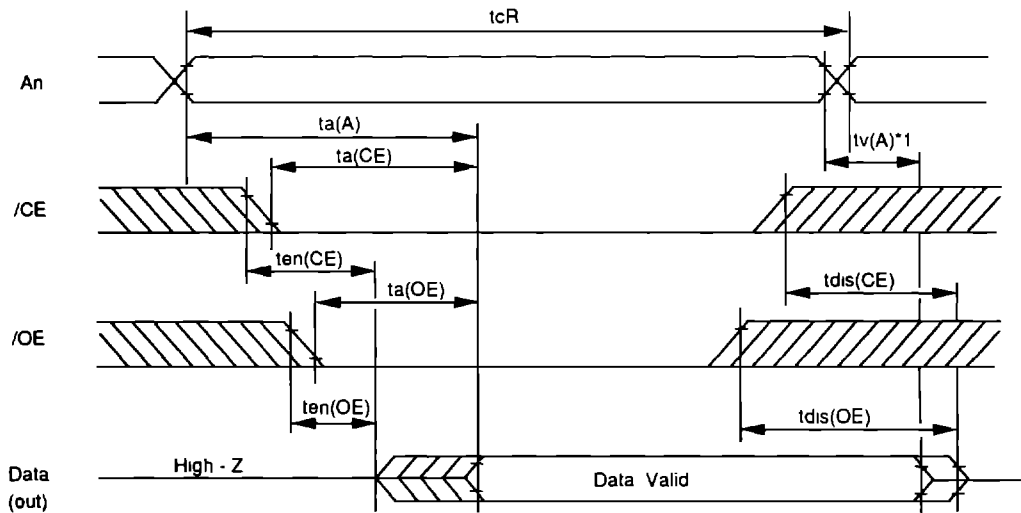 tcR
An
ta(A)
tv(A)*1
ta(CE)
/CE
ten(CE)
tdis(CE)
ta(OE)
/OE
ten(OE)
tdis(OE)
High - Z
Data Valid
Data
(out)